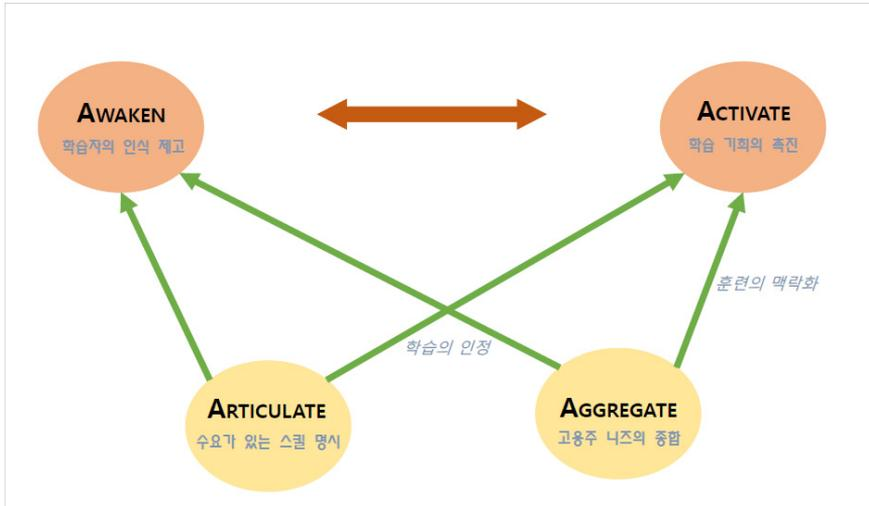 AWAKEN
학습자의 인식 제고
ACTIVATE
학습 기회의 촉진
훈련의 맥락화
학습의 인정
ARTICULATE
수요가 있는 스킬 명시
AGGREGATE
고용주 니즈의 종합